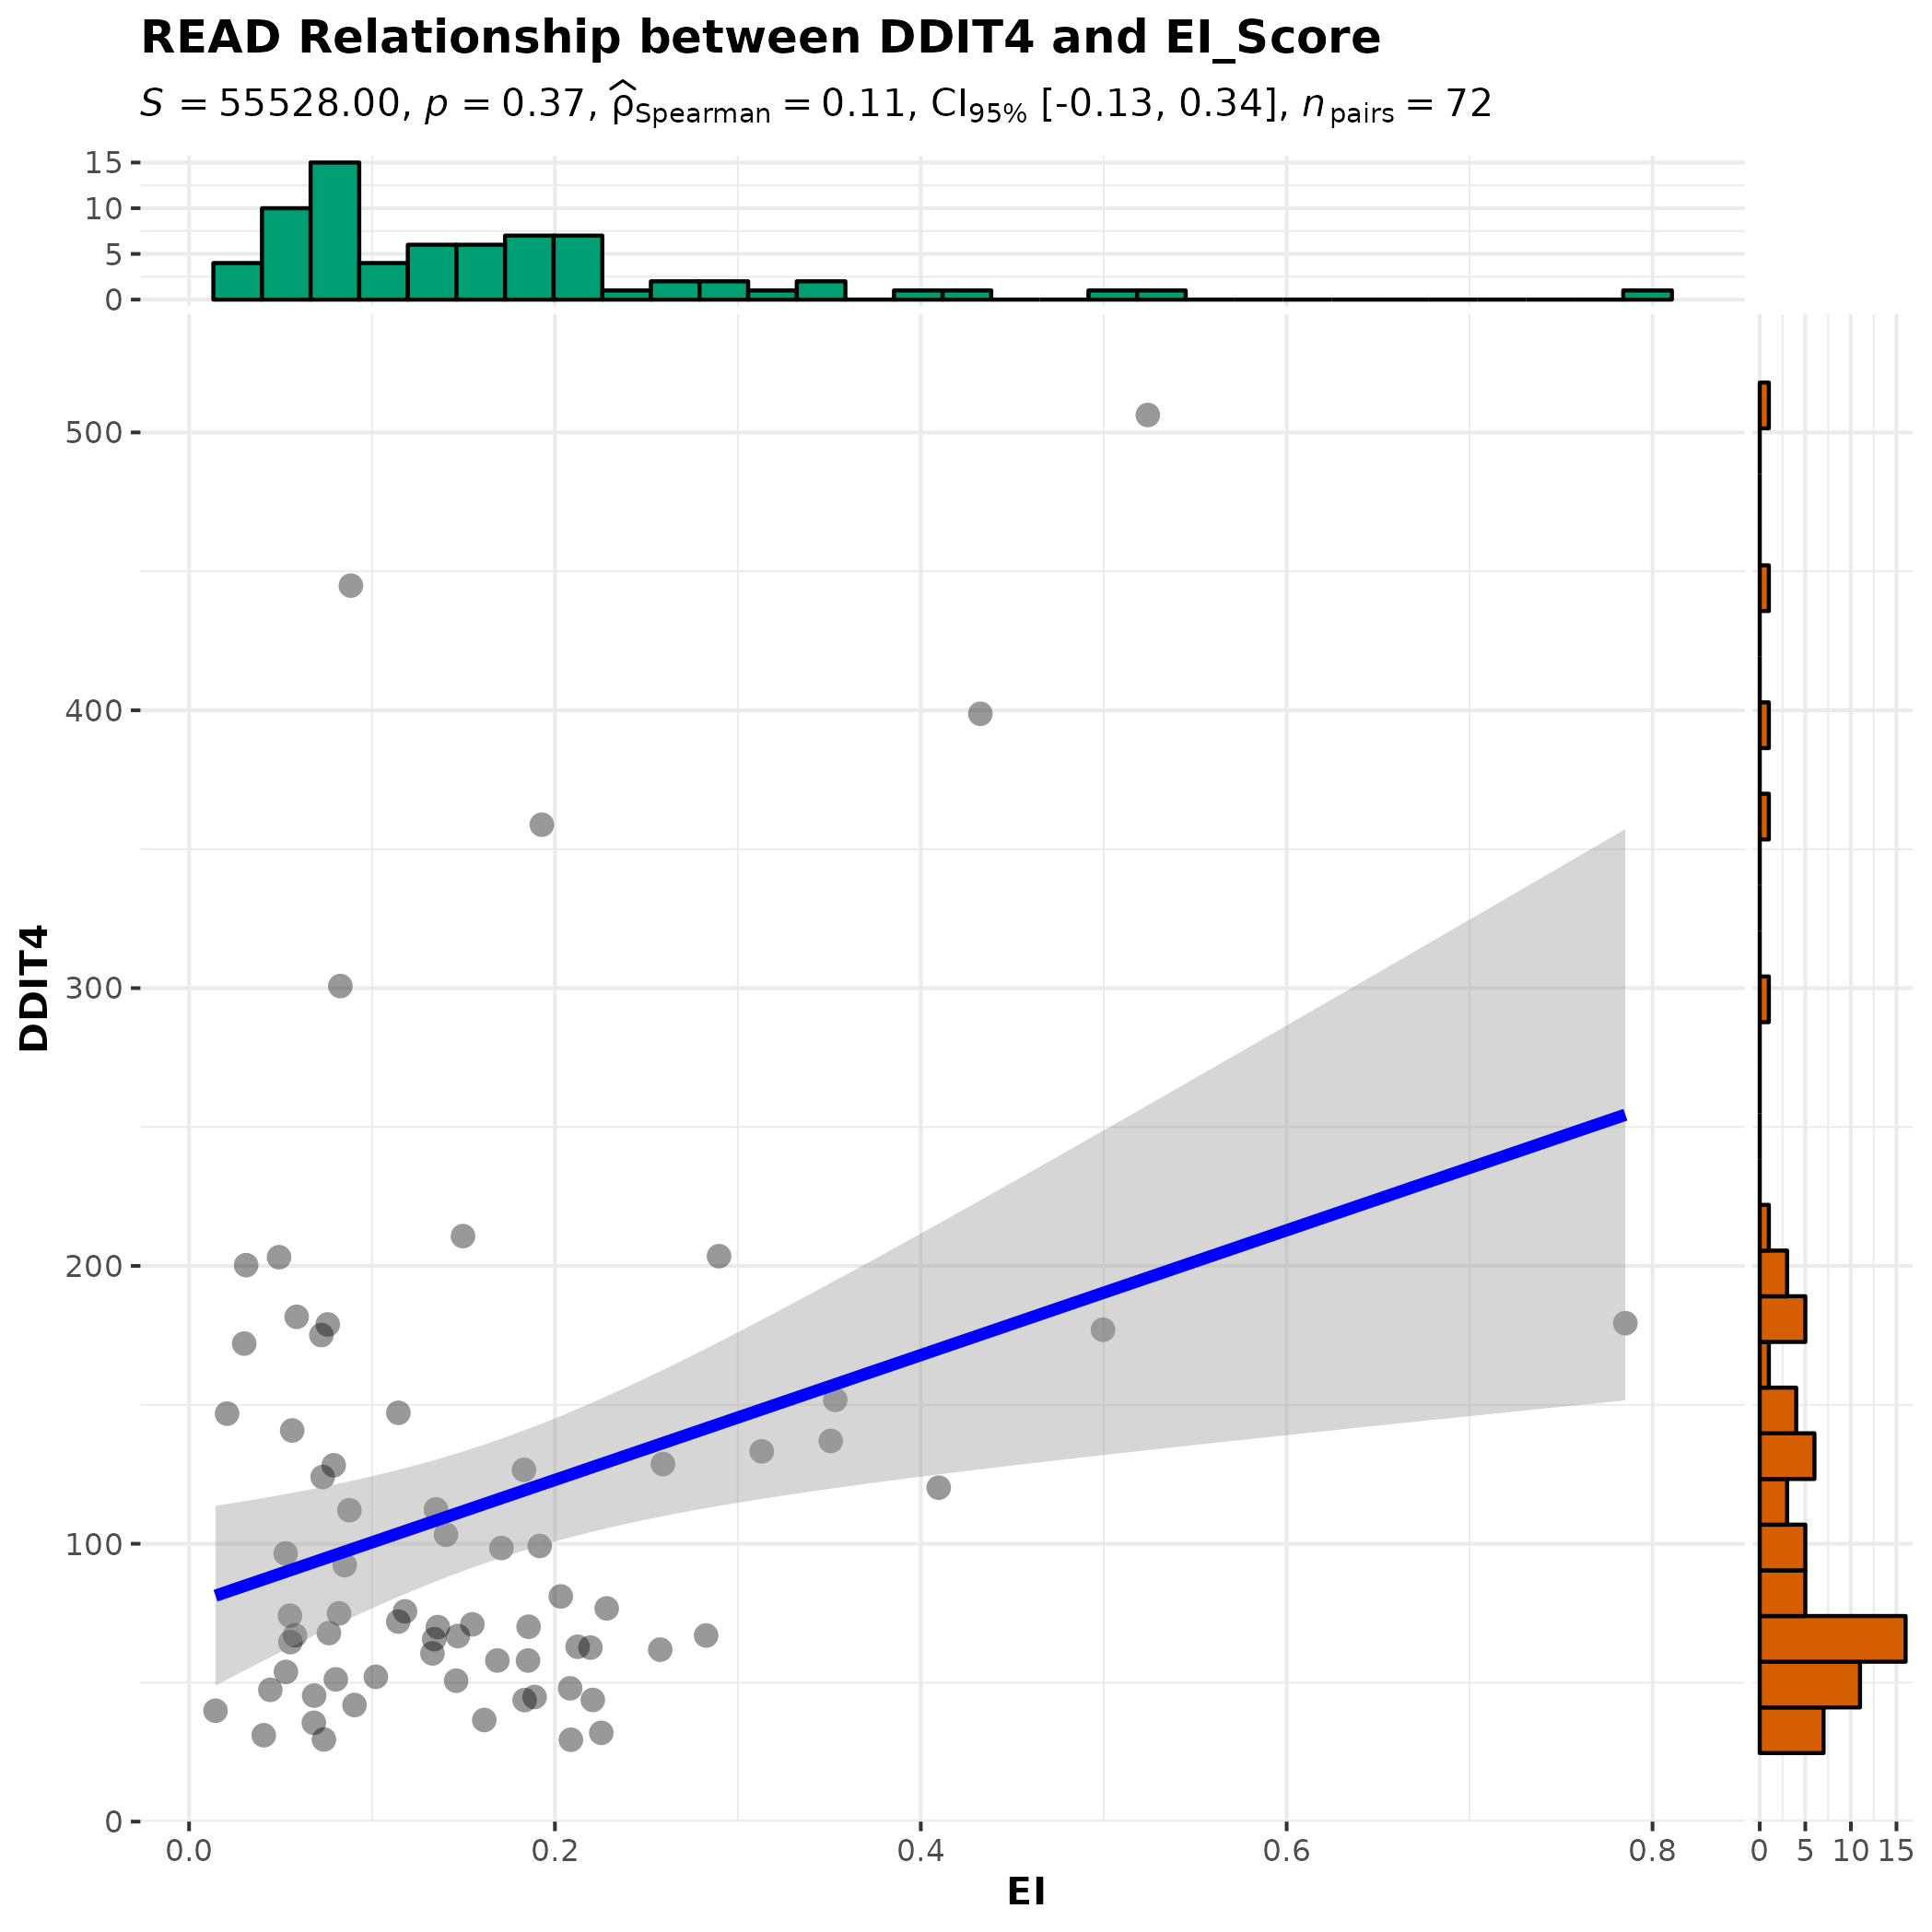 READ Relationship between DDIT4 and EI_Score
S = 55528.00, p = 0.37, ρ̂Spearman = 0.11, CI95% [-0.13, 0.34], npairs = 72
15
10
5
0
500
400
300
200
100
0
DDIT4
0.0 0.2 0.4 0.6 0.8
0 5 10 15
EI